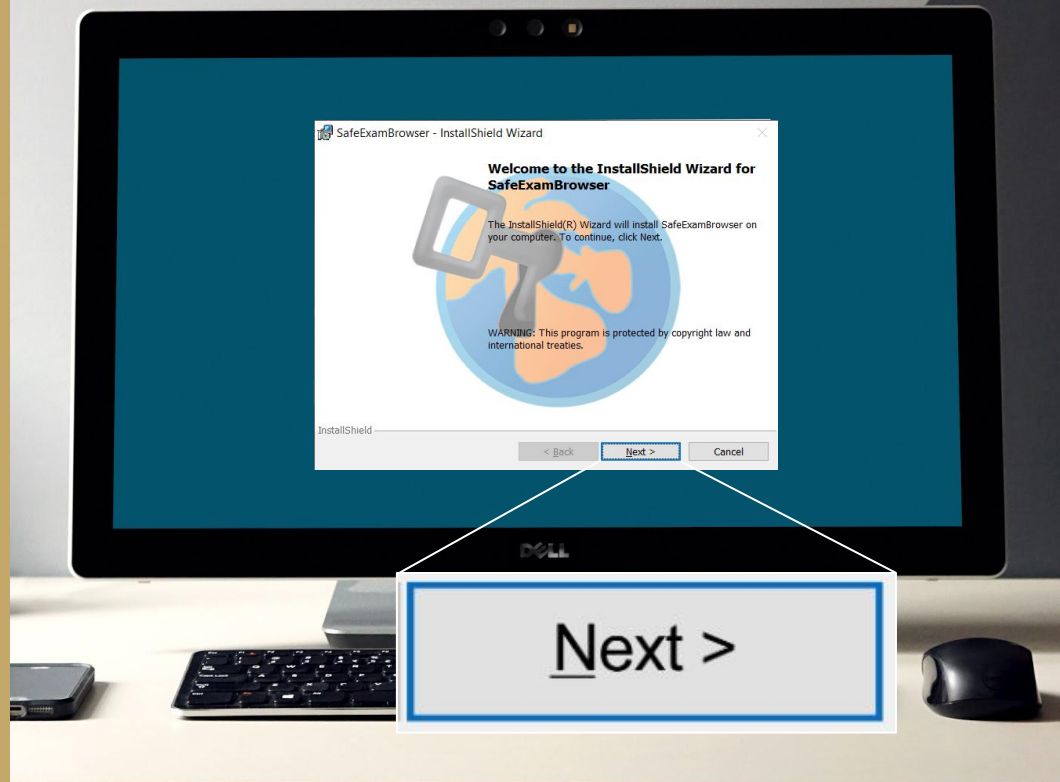 SafeExamBrowser - InstallShield Wizard
Welcome to the InstallShield Wizard for
SafeExamBrowser
The InstallShield(R) Wizard will install SafeExamBrowser on
your computer. To continue, click Next.
WARNING: This program is protected by copyright law and
international treaties.
InstallShield
< Back Next > Cancel
DELL
Next >